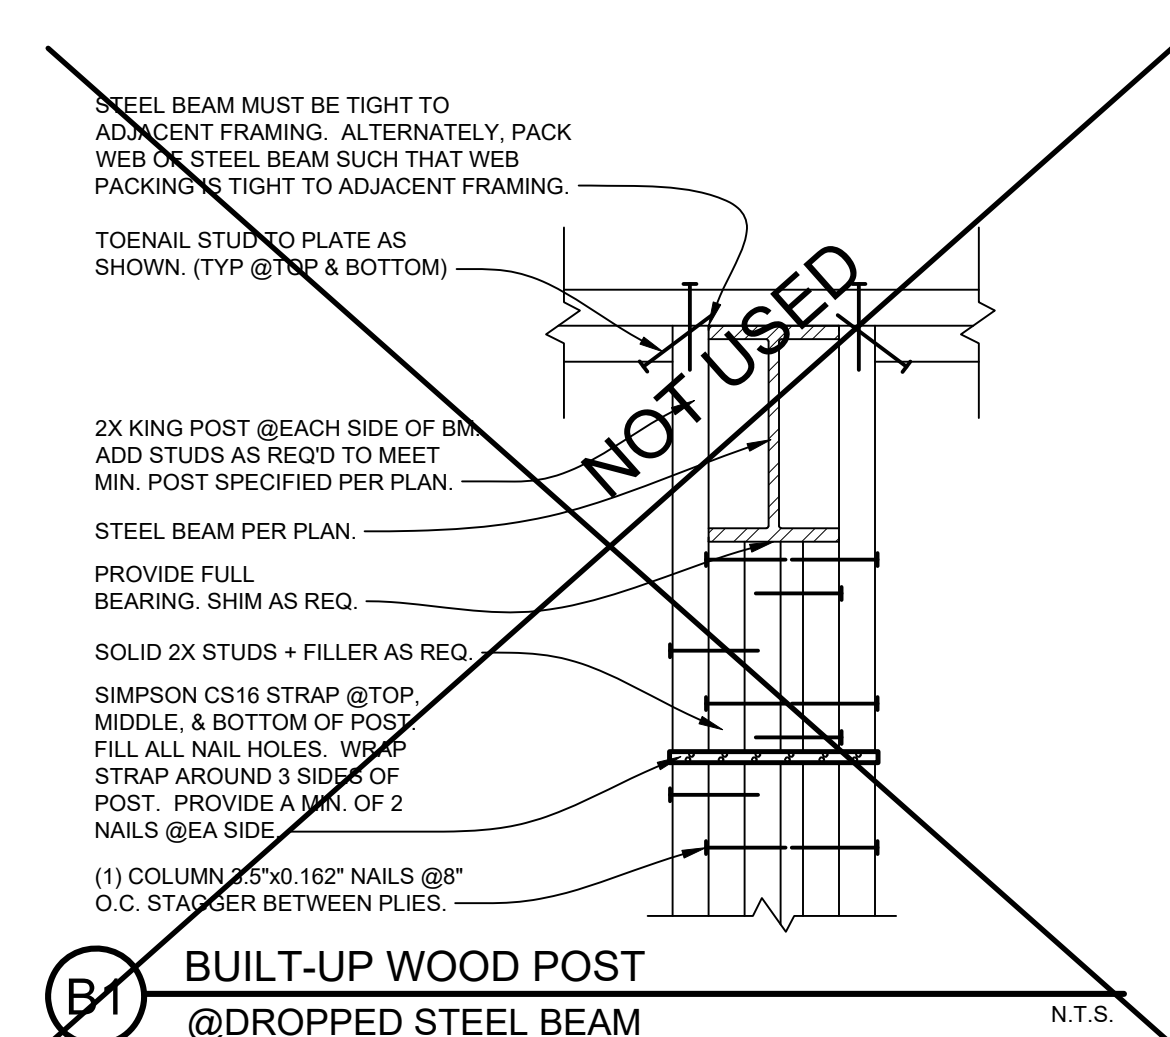 STEEL BEAM MUST BE TIGHT TO
ADJACENT FRAMING.  ALTERNATELY, PACK
WEB OF STEEL BEAM SUCH THAT WEB
PACKING IS TIGHT TO ADJACENT FRAMING.
TOENAIL STUD TO PLATE AS
SHOWN. (TYP @TOP & BOTTOM)
NOT USED
2X KING POST @EACH SIDE OF BM.
ADD STUDS AS REQ'D TO MEET
MIN. POST SPECIFIED PER PLAN.
STEEL BEAM PER PLAN.
PROVIDE FULL
BEARING. SHIM AS REQ.
SOLID 2X STUDS + FILLER AS REQ.
SIMPSON CS16 STRAP @TOP,
MIDDLE, & BOTTOM OF POST.
FILL ALL NAIL HOLES.  WRAP
STRAP AROUND 3 SIDES OF
POST.  PROVIDE A MIN. OF 2
NAILS @EA SIDE.
(1) COLUMN 3.5"x0.162" NAILS @8"
O.C. STAGGER BETWEEN PLIES.
B1
BUILT-UP WOOD POST
@DROPPED STEEL BEAM
N.T.S.